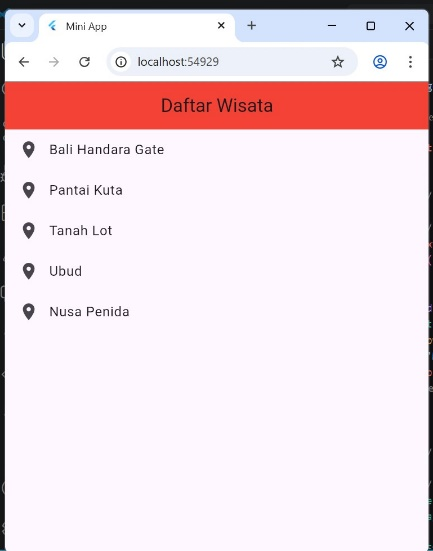 Mini App
localhost:54929
Daftar Wisata
Bali Handara Gate
Pantai Kuta
Tanah Lot
Ubud
Nusa Penida